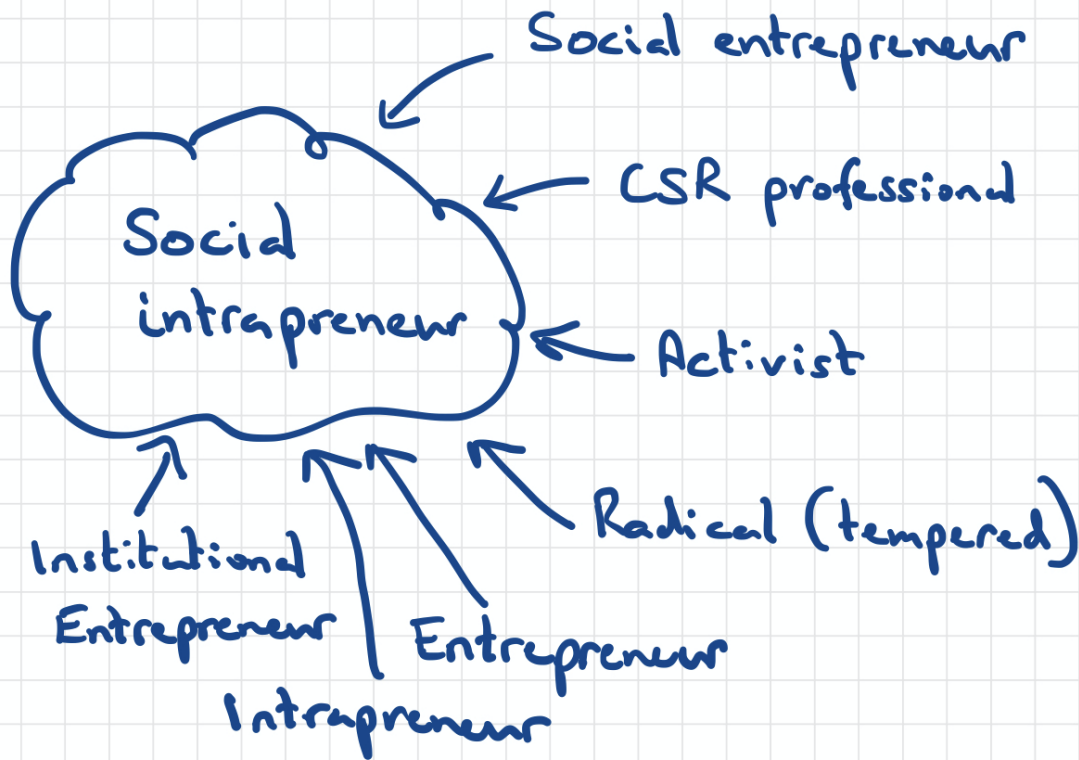 Social entrepreneur
CSR professional
Social
intrapreneur
Activist
Radical (tempered)
Institutional
Entrepreneur
Entrepreneur
Intrapreneur